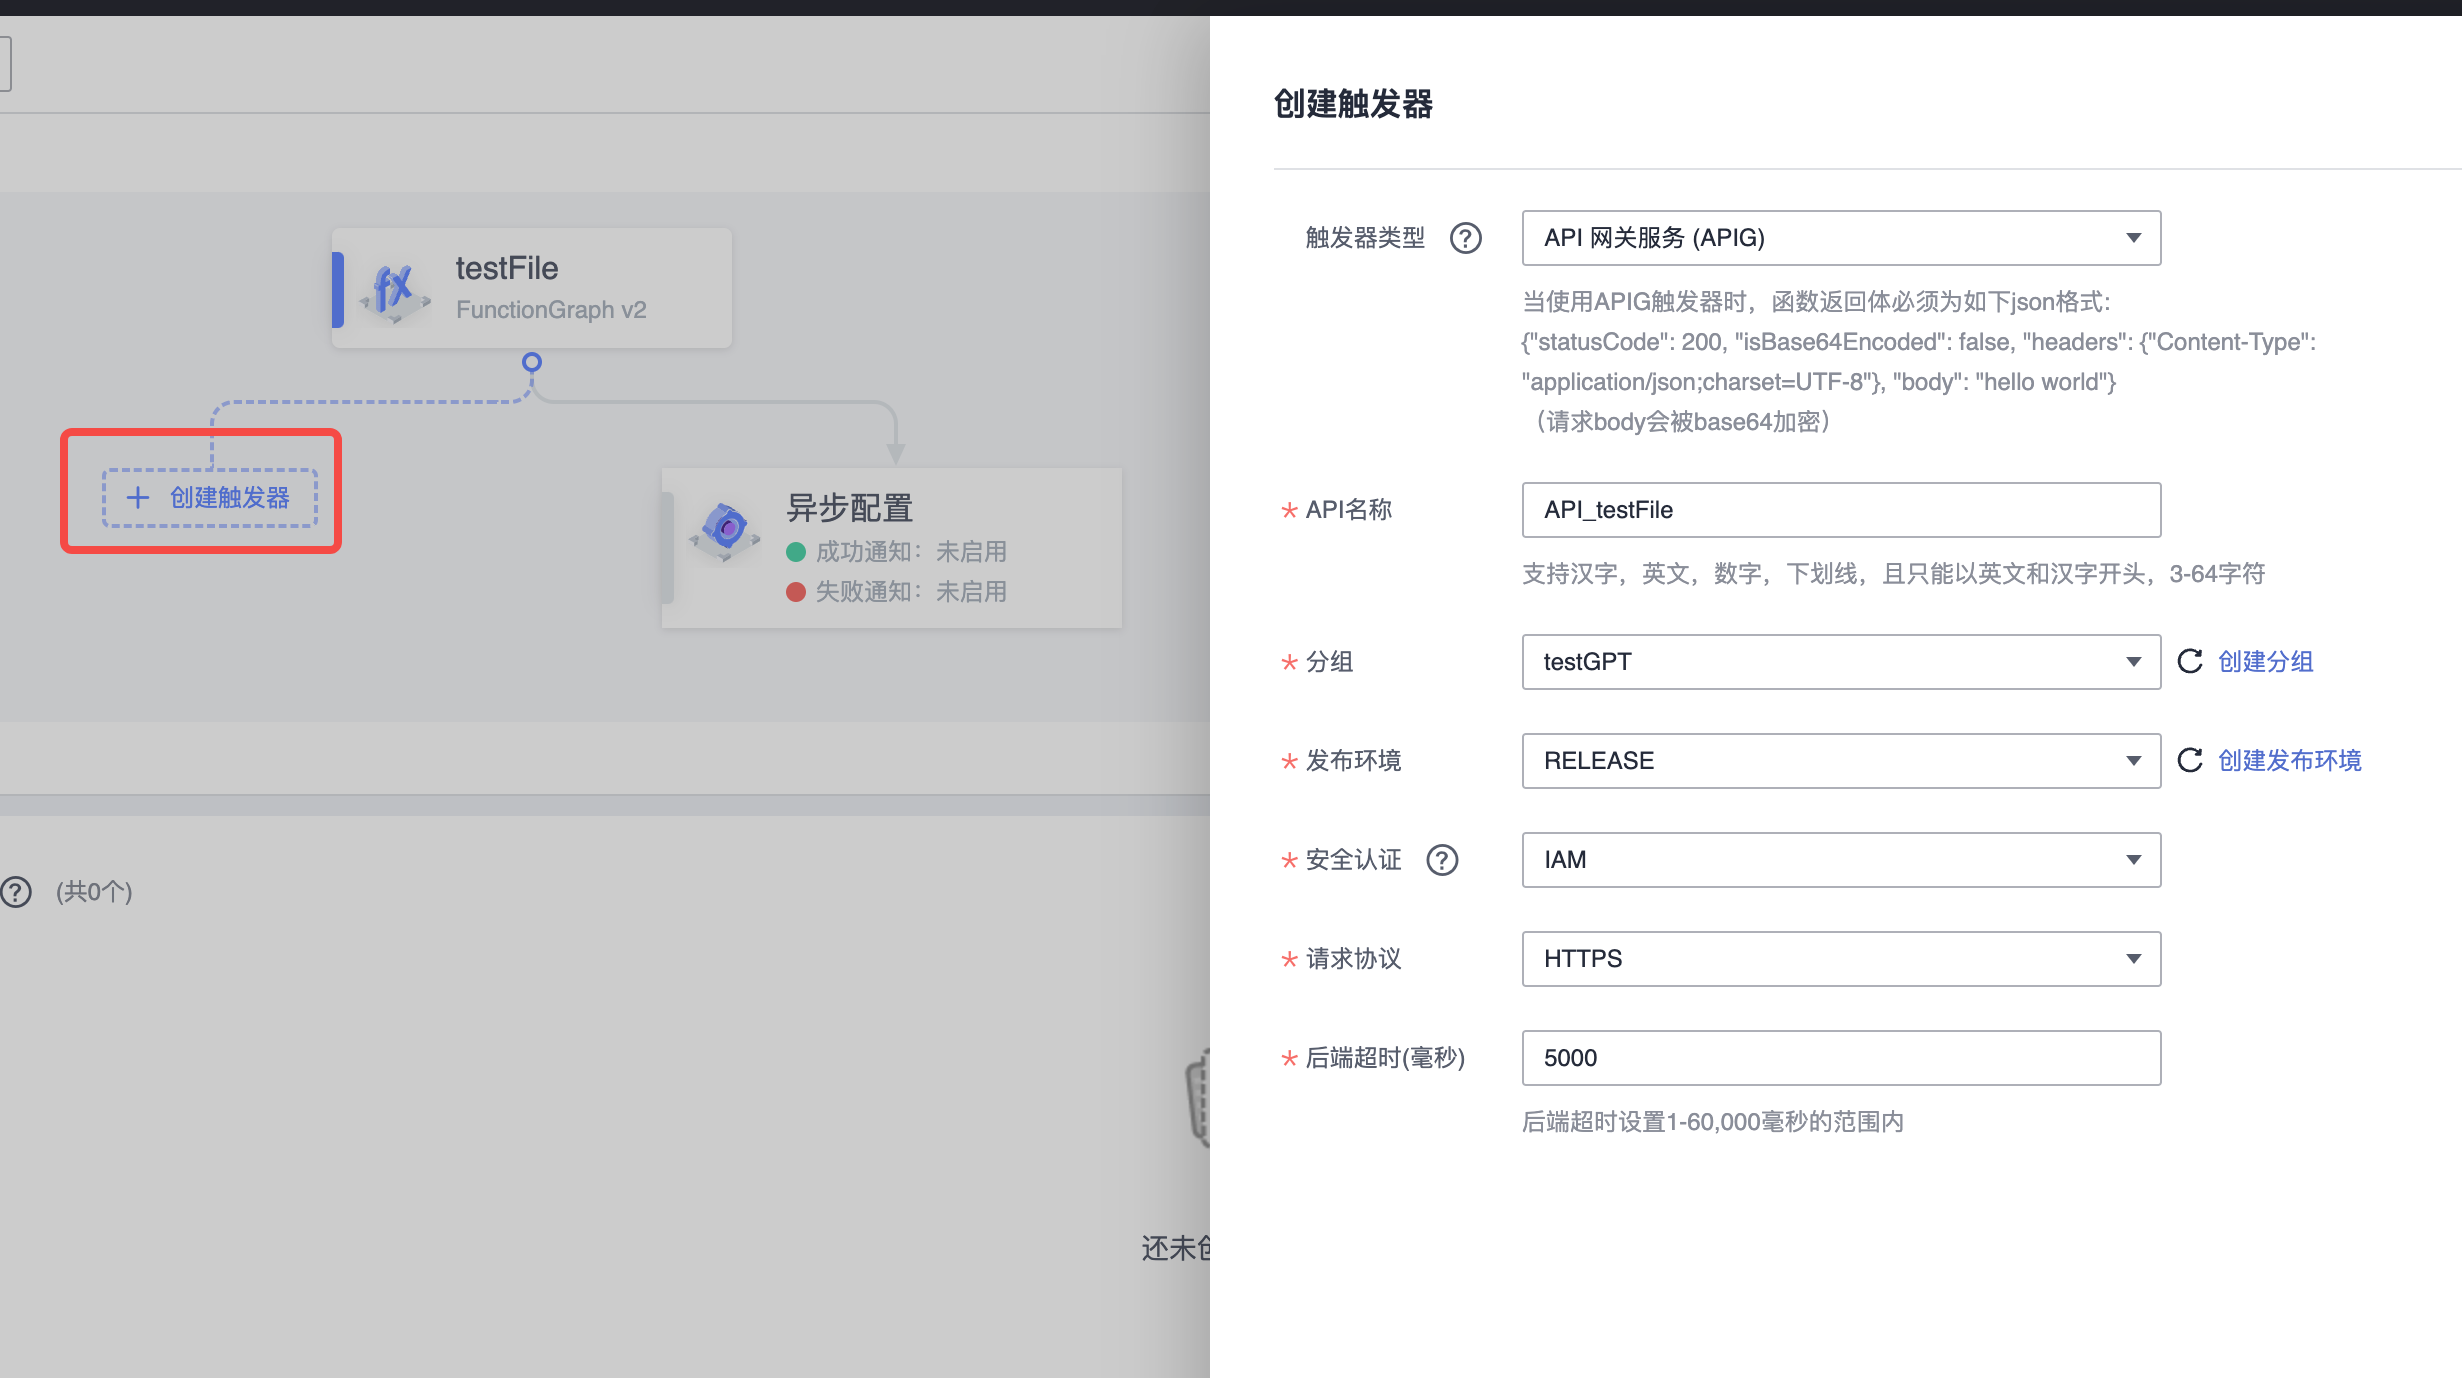 testFile
FunctionGraph v2
创建触发器
异步配置
成功通知：未启用
失败通知：未启用
(共0个)
还未
创建触发器
触发器类型
API 网关服务 (APIG)
当使用APIG触发器时，函数返回体必须为如下json格式:
{"statusCode": 200, "isBase64Encoded": false, "headers": {"Content-Type":
"application/json;charset=UTF-8"}, "body": "hello world"}
（请求body会被base64加密）
* API名称
API_testFile
支持汉字，英文，数字，下划线，且只能以英文和汉字开头，3-64字符
* 分组
testGPT
创建分组
* 发布环境
RELEASE
创建发布环境
* 安全认证
IAM
* 请求协议
HTTPS
* 后端超时(毫秒)
5000
后端超时设置1-60,000毫秒的范围内